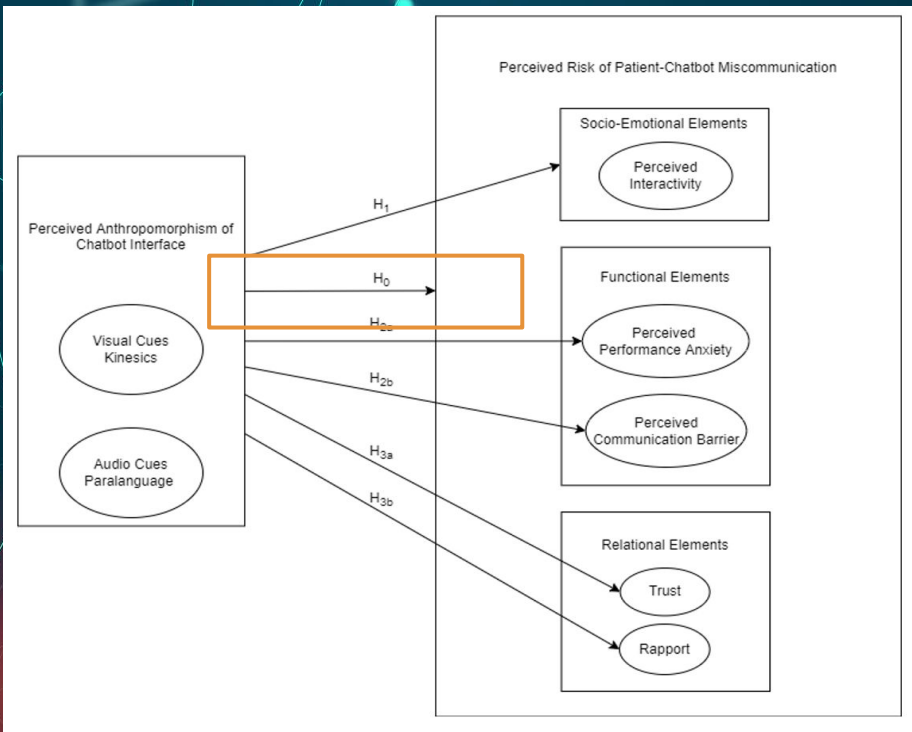 Perceived Risk of Patient-Chatbot Miscommunication
Socio-Emotional Elements
Perceived
Interactivity
H1
Perceived Anthropomorphism of
Chatbot Interface
H0
Functional Elements
Visual Cues
Kinesics
H2a
Perceived
Performance Anxiety
H2b
Perceived
Communication Barrier
Audio Cues
Paralanguage
H3a
H3b
Relational Elements
Trust
Rapport